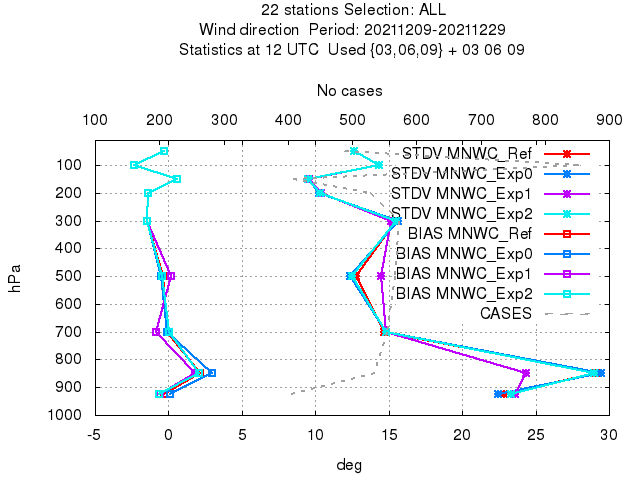 22 stations Selection: ALL
Wind direction  Period: 20211209-20211229
Statistics at 12 UTC  Used {03,06,09} + 03 06 09
No cases
100 200 300 400 500 600 700 800 900
STDV MNWC_Ref
STDV MNWC_Exp0
STDV MNWC_Exp1
STDV MNWC_Exp2
BIAS MNWC_Ref
BIAS MNWC_Exp0
BIAS MNWC_Exp1
BIAS MNWC_Exp2
CASES
hPa
100
200
300
400
500
600
700
800
900
1000
-5 0 5 10 15 20 25 30
deg